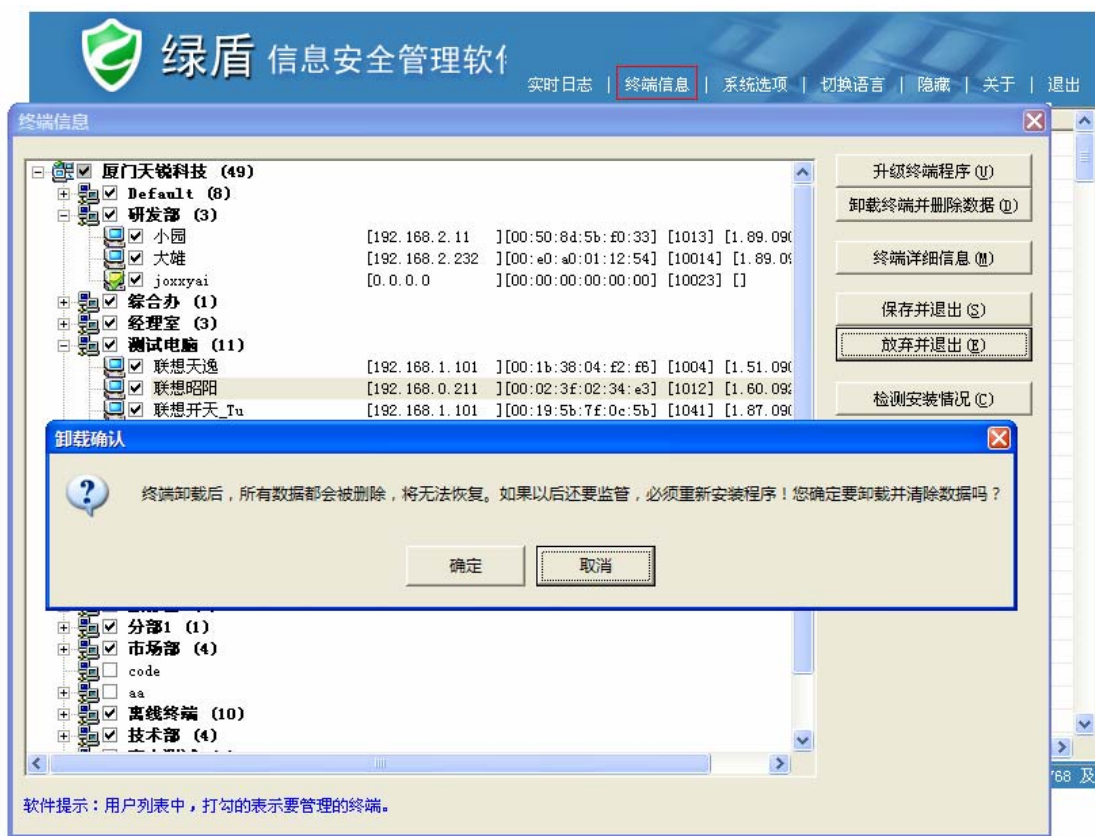 绿盾 信息安全管理软
实时日志 | 终端信息 | 系统选项 | 切换语言 | 隐藏 | 关于 | 退出
终端信息
厦门天锐科技 (49)
Default (8)
研发部 (3)
小园 [192.168.2.11 ][00:50:8d:5b:f0:33] [1013] [1.89.090
大雄 [192.168.2.232 ][00:e0:a0:01:12:54] [10014] [1.89.09
joxxyai [0.0.0.0 ][00:00:00:00:00:00] [10023] []
综合办 (1)
经理室 (3)
测试电脑 (11)
联想天逸 [192.168.1.101 ][00:1b:38:04:f2:f6] [1004] [1.51.090
联想昭阳 [192.168.0.211 ][00:02:3f:02:34:e3] [1012] [1.60.092
联想开天_Tu [192.168.1.101 ][00:19:5b:7f:0c:5b] [1041] [1.87.090
升级终端程序(U)
卸载终端并删除数据(D)
终端详细信息(M)
保存并退出(S)
放弃并退出(E)
检测安装情况(C)
卸载确认
终端卸载后，所有数据都会被删除，将无法恢复。如果以后还要监管，必须重新安装程序！您确定要卸载并清除数据吗？
确定
取消
分部1 (1)
市场部 (4)
code
aa
离线终端 (10)
技术部 (4)
768 及
软件提示：用户列表中，打勾的表示要管理的终端。